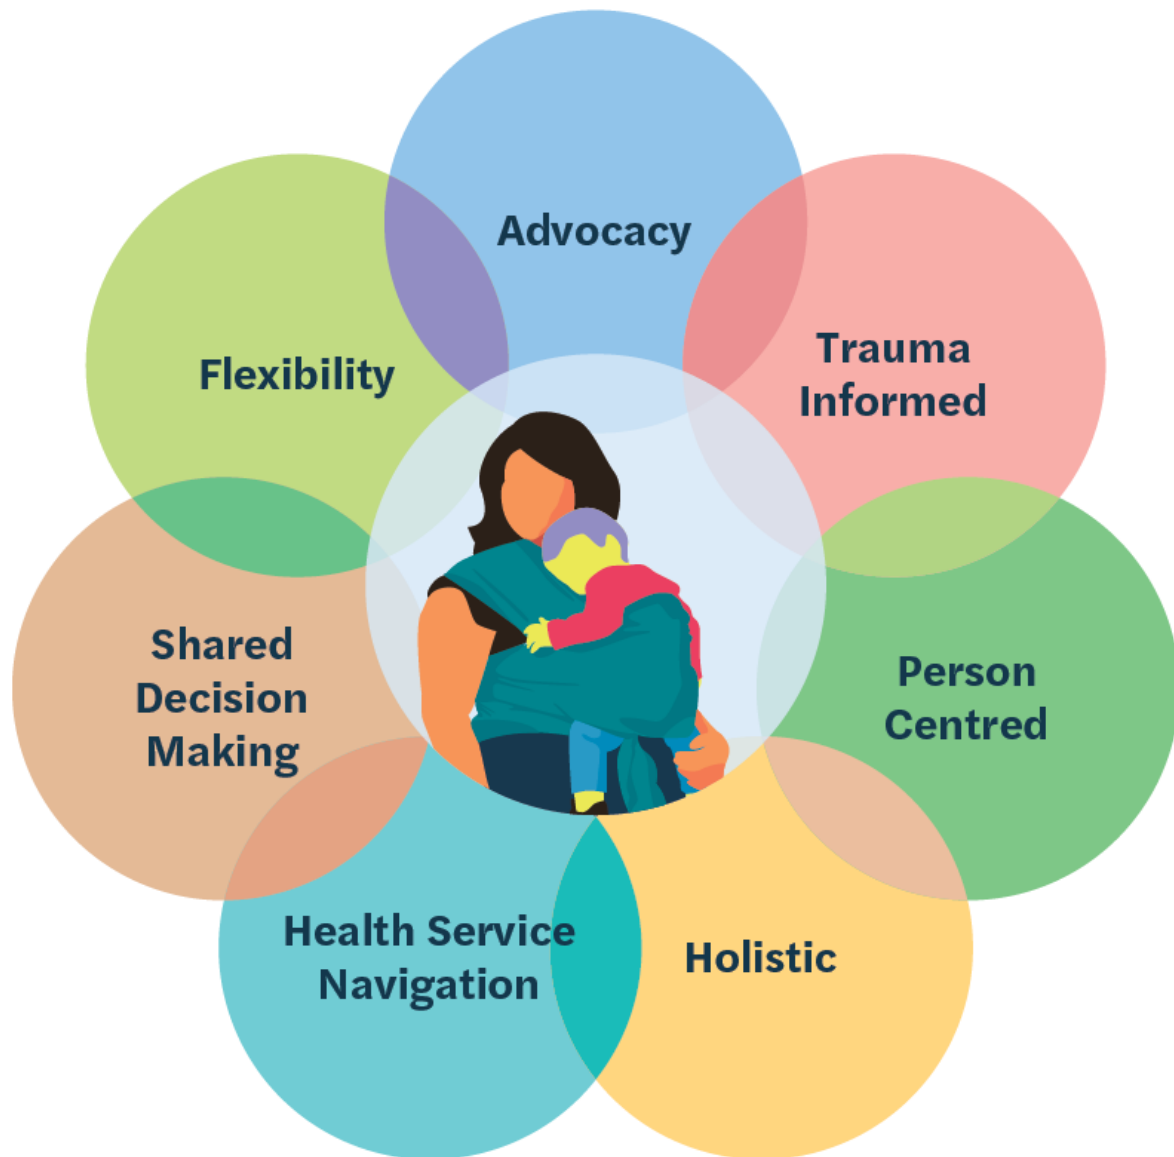 Advocacy
Trauma
Informed
Person
Centred
Holistic
Health Service
Navigation
Shared
Decision
Making
Flexibility